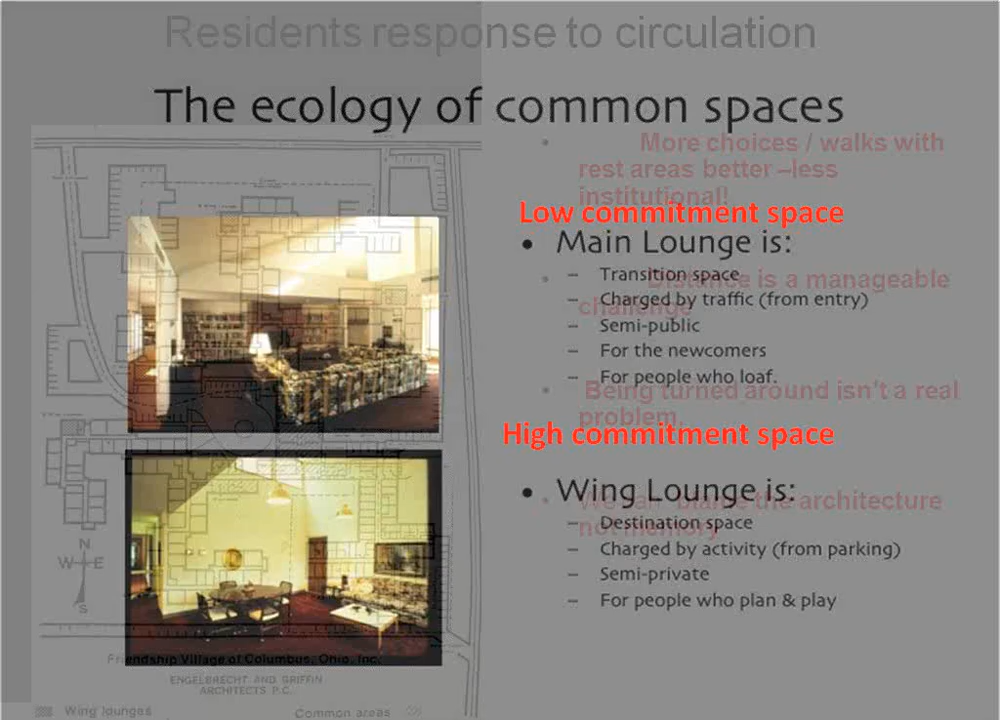 Residents response to circulation
The ecology of common spaces
More choices / walks with
rest areas better –less
institutional!
Low commitment space
• Main Lounge is:
– Transition space
Distance is a manageable
– Charged by traffic (from entry)
challenge
– Semi-public
– For the newcomers
– For people who loaf.
Being turned around isn't a real
problem.
High commitment space
• Wing Lounge is:
blame the architecture
– Destination space
not memory
– Charged by activity (from parking)
– Semi-private
– For people who plan & play
N
W E
S
Friendship Village of Columbus, Ohio, Inc.
ENGELBRECHT AND GRIFFIN
ARCHITECTS P.C.
Wing lounges
Common areas